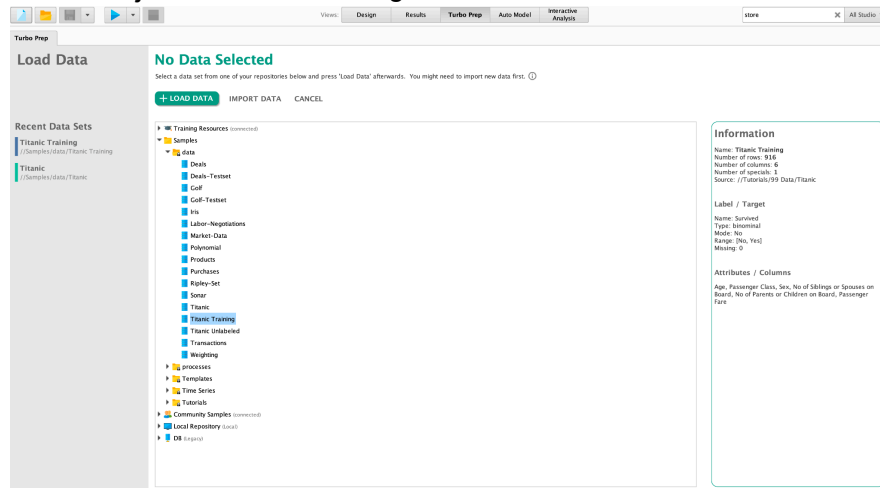 Views:
Design
Results
Turbo Prep
Auto Model
Interactive
Analysis
store
All Studio
Turbo Prep
Load Data
No Data Selected
Select a data set from one of your repositories below and press 'Load Data' afterwards. You might need to import new data first.
+ LOAD DATA
IMPORT DATA
CANCEL
Recent Data Sets
Titanic Training
//Samples/data/Titanic Training
Titanic
//Samples/data/Titanic
Training Resources (connected)
Samples
data
Deals
Deals-Testset
Golf
Golf-Testset
Iris
Labor-Negotiations
Market-Data
Polynomial
Products
Purchases
Ripley-Set
Sonar
Titanic
Titanic Training
Titanic Unlabeled
Transactions
Weighting
processes
Templates
Time Series
Tutorials
Community Samples (connected)
Local Repository (Local)
DB (Legacy)
Information
Name: Titanic Training
Number of rows: 916
Number of columns: 6
Number of specials: 1
Source: //Tutorials/99 Data/Titanic
Label / Target
Name: Survived
Type: binominal
Mode: No
Range: [No, Yes]
Missing: 0
Attributes / Columns
Age, Passenger Class, Sex, No of Siblings or Spouses on
Board, No of Parents or Children on Board, Passenger
Fare